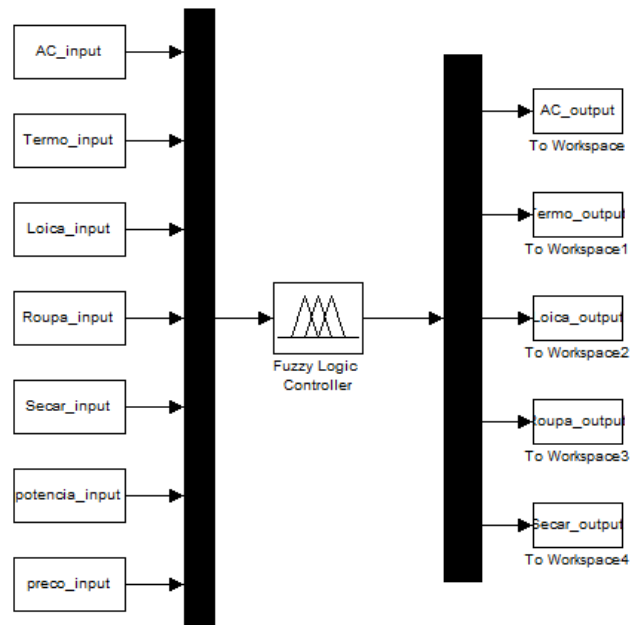 AC_input
Termo_input
Loica_input
Roupa_input
Secar_input
potencia_input
preco_input
Fuzzy Logic
Controller
AC_output
To Workspace
Termo_output
To Workspace1
Loica_output
To Workspace2
Roupa_output
To Workspace3
Secar_output
To Workspace4